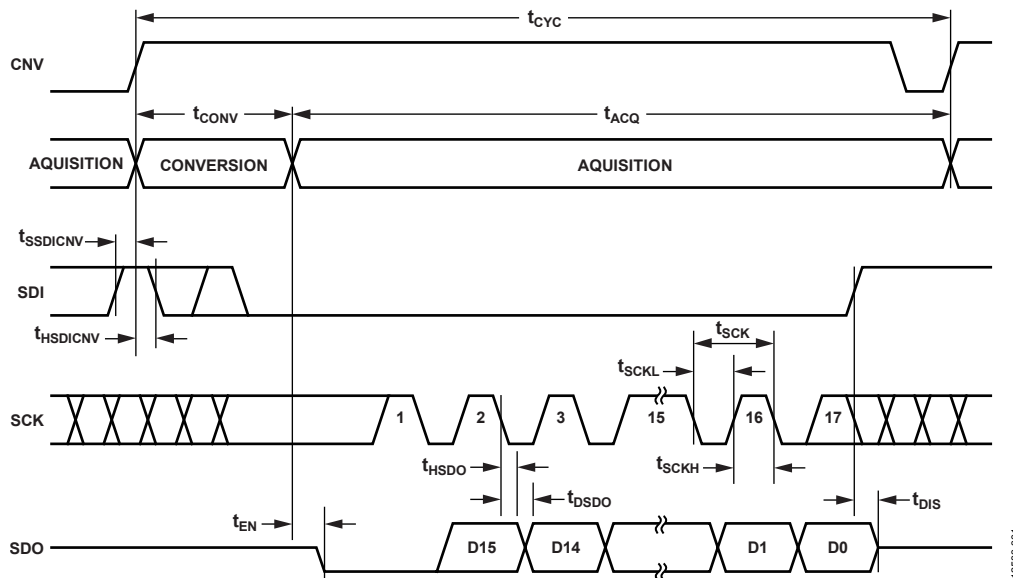 tCYC
CNV
tCONV
tACQ
AQUISITION
CONVERSION
AQUISITION
tSSDICNV
SDI
tHSDICNV
tSCK
tSCKL
SCK
1
2
3
15
16
17
tHSDO
tSCKH
tDSDO
tDIS
tEN
SDO
D15
D14
D1
D0